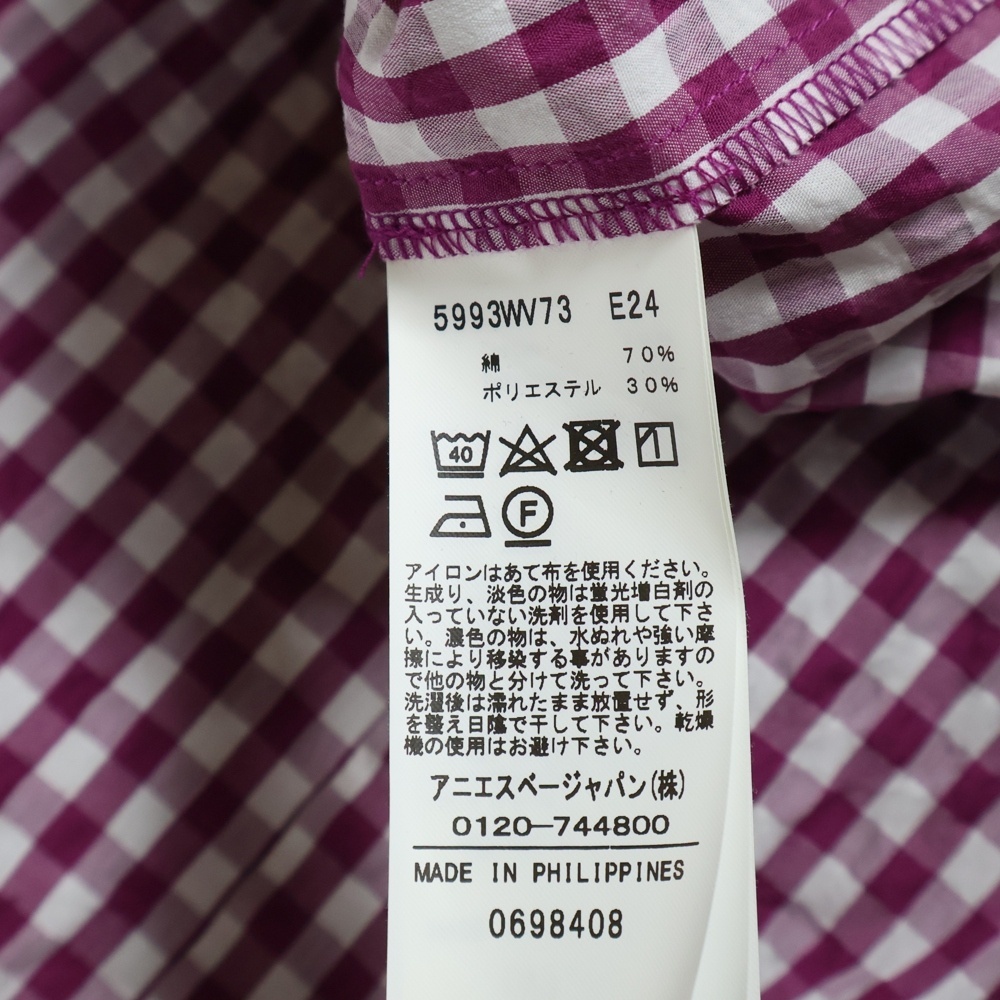 5993WV73 E24
綿 70%
ポリエステル 30%
40
F
アイロンはあて布を使用ください。
生成り、淡色の物は蛍光増白剤の
入っていない洗剤を使用して下さ
い。濃色の物は、水ぬれや強い摩
擦により移染する事がありますの
で他の物と分けて洗って下さい。
洗濯後は濡れたまま放置せず、形
を整え日陰で干して下さい。乾燥
機の使用はお避け下さい。
アニエスベージャパン(株)
0120-744800
MADE IN PHILIPPINES
0698408